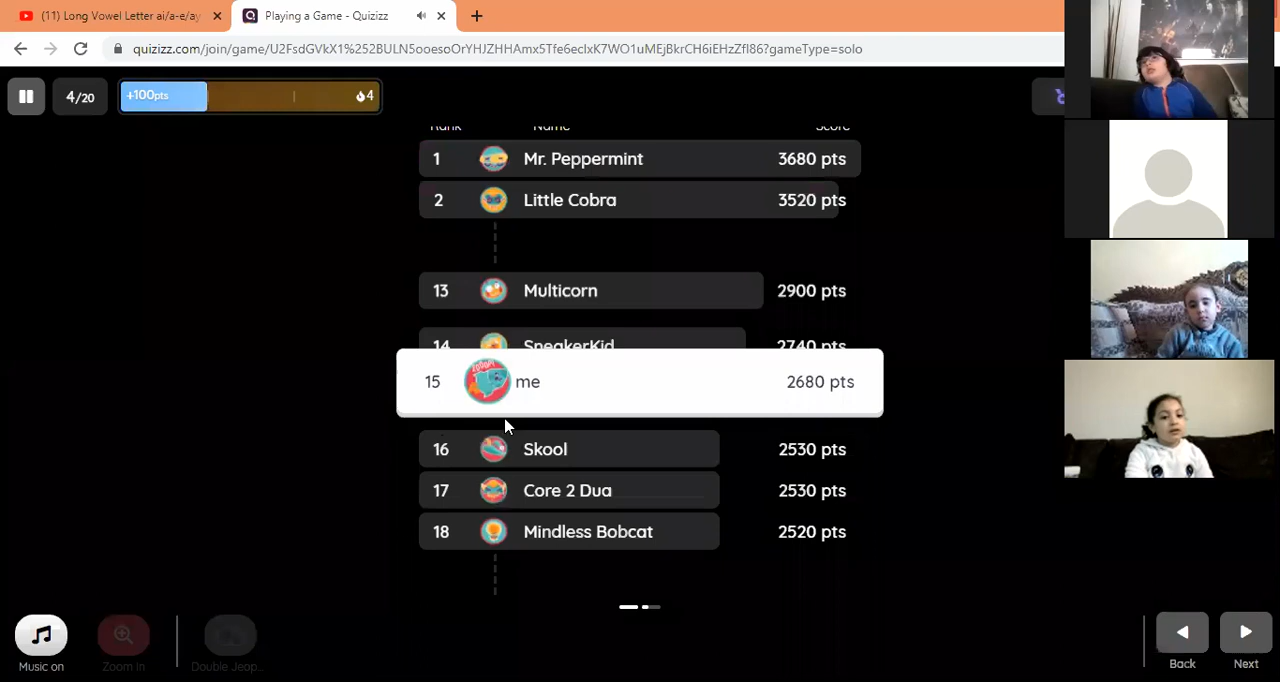 (11) Long Vowel Letter ai/a-e/ay
Playing a Game - Quizizz
quizizz.com/join/game/U2FsdGVkX1%252BULN5ooesoOrYHJZHHAmx5Tfe6eclxK7WO1uMEjBkrCH6iEHzZfl86?gameType=solo
4/20
+100pts
4
Rank Name Score
1 Mr. Peppermint 3680 pts
2 Little Cobra 3520 pts
13 Multicorn 2900 pts
14 SneakerKid 2740 pts
15 me 2680 pts
16 Skool 2530 pts
17 Core 2 Dua 2530 pts
18 Mindless Bobcat 2520 pts
Music on
Zoom In
Double Jeop...
Back
Next